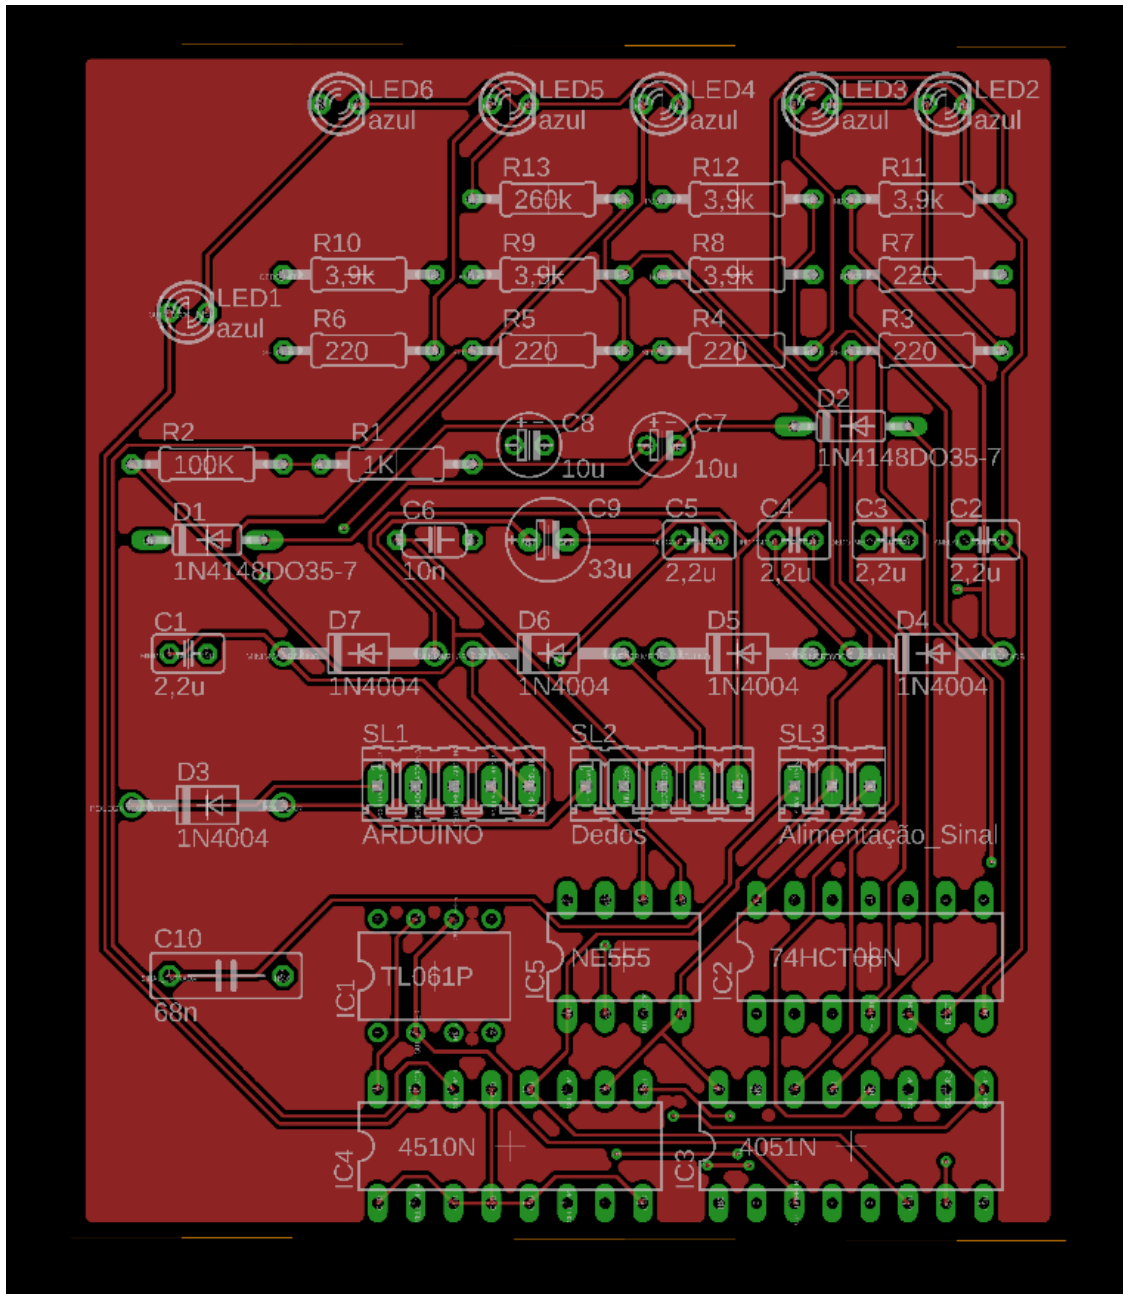 LED6
azul
LED5
azul
LED4
azul
LED3
azul
LED2
azul
R13
260k
R12
3,9k
R11
3,9k
R10
3,9k
R9
3,9k
R8
3,9k
R7
220
LED1
azul
R6
220
R5
220
R4
220
R3
220
D2
1N4148DO35-7
R2
100K
R1
1K
C8
10u
C7
10u
D1
1N4148DO35-7
C6
10n
C9
33u
C5
2,2u
C4
2,2u
C3
2,2u
C2
2,2u
C1
2,2u
D7
1N4004
D6
1N4004
D5
1N4004
D4
1N4004
SL1
ARDUINO
SL2
Dedos
SL3
Alimentação_Sinal
D3
1N4004
C10
68n
IC1
TL061P
IC5
NE555
IC2
74HCT08N
IC4
4510N
IC3
4051N